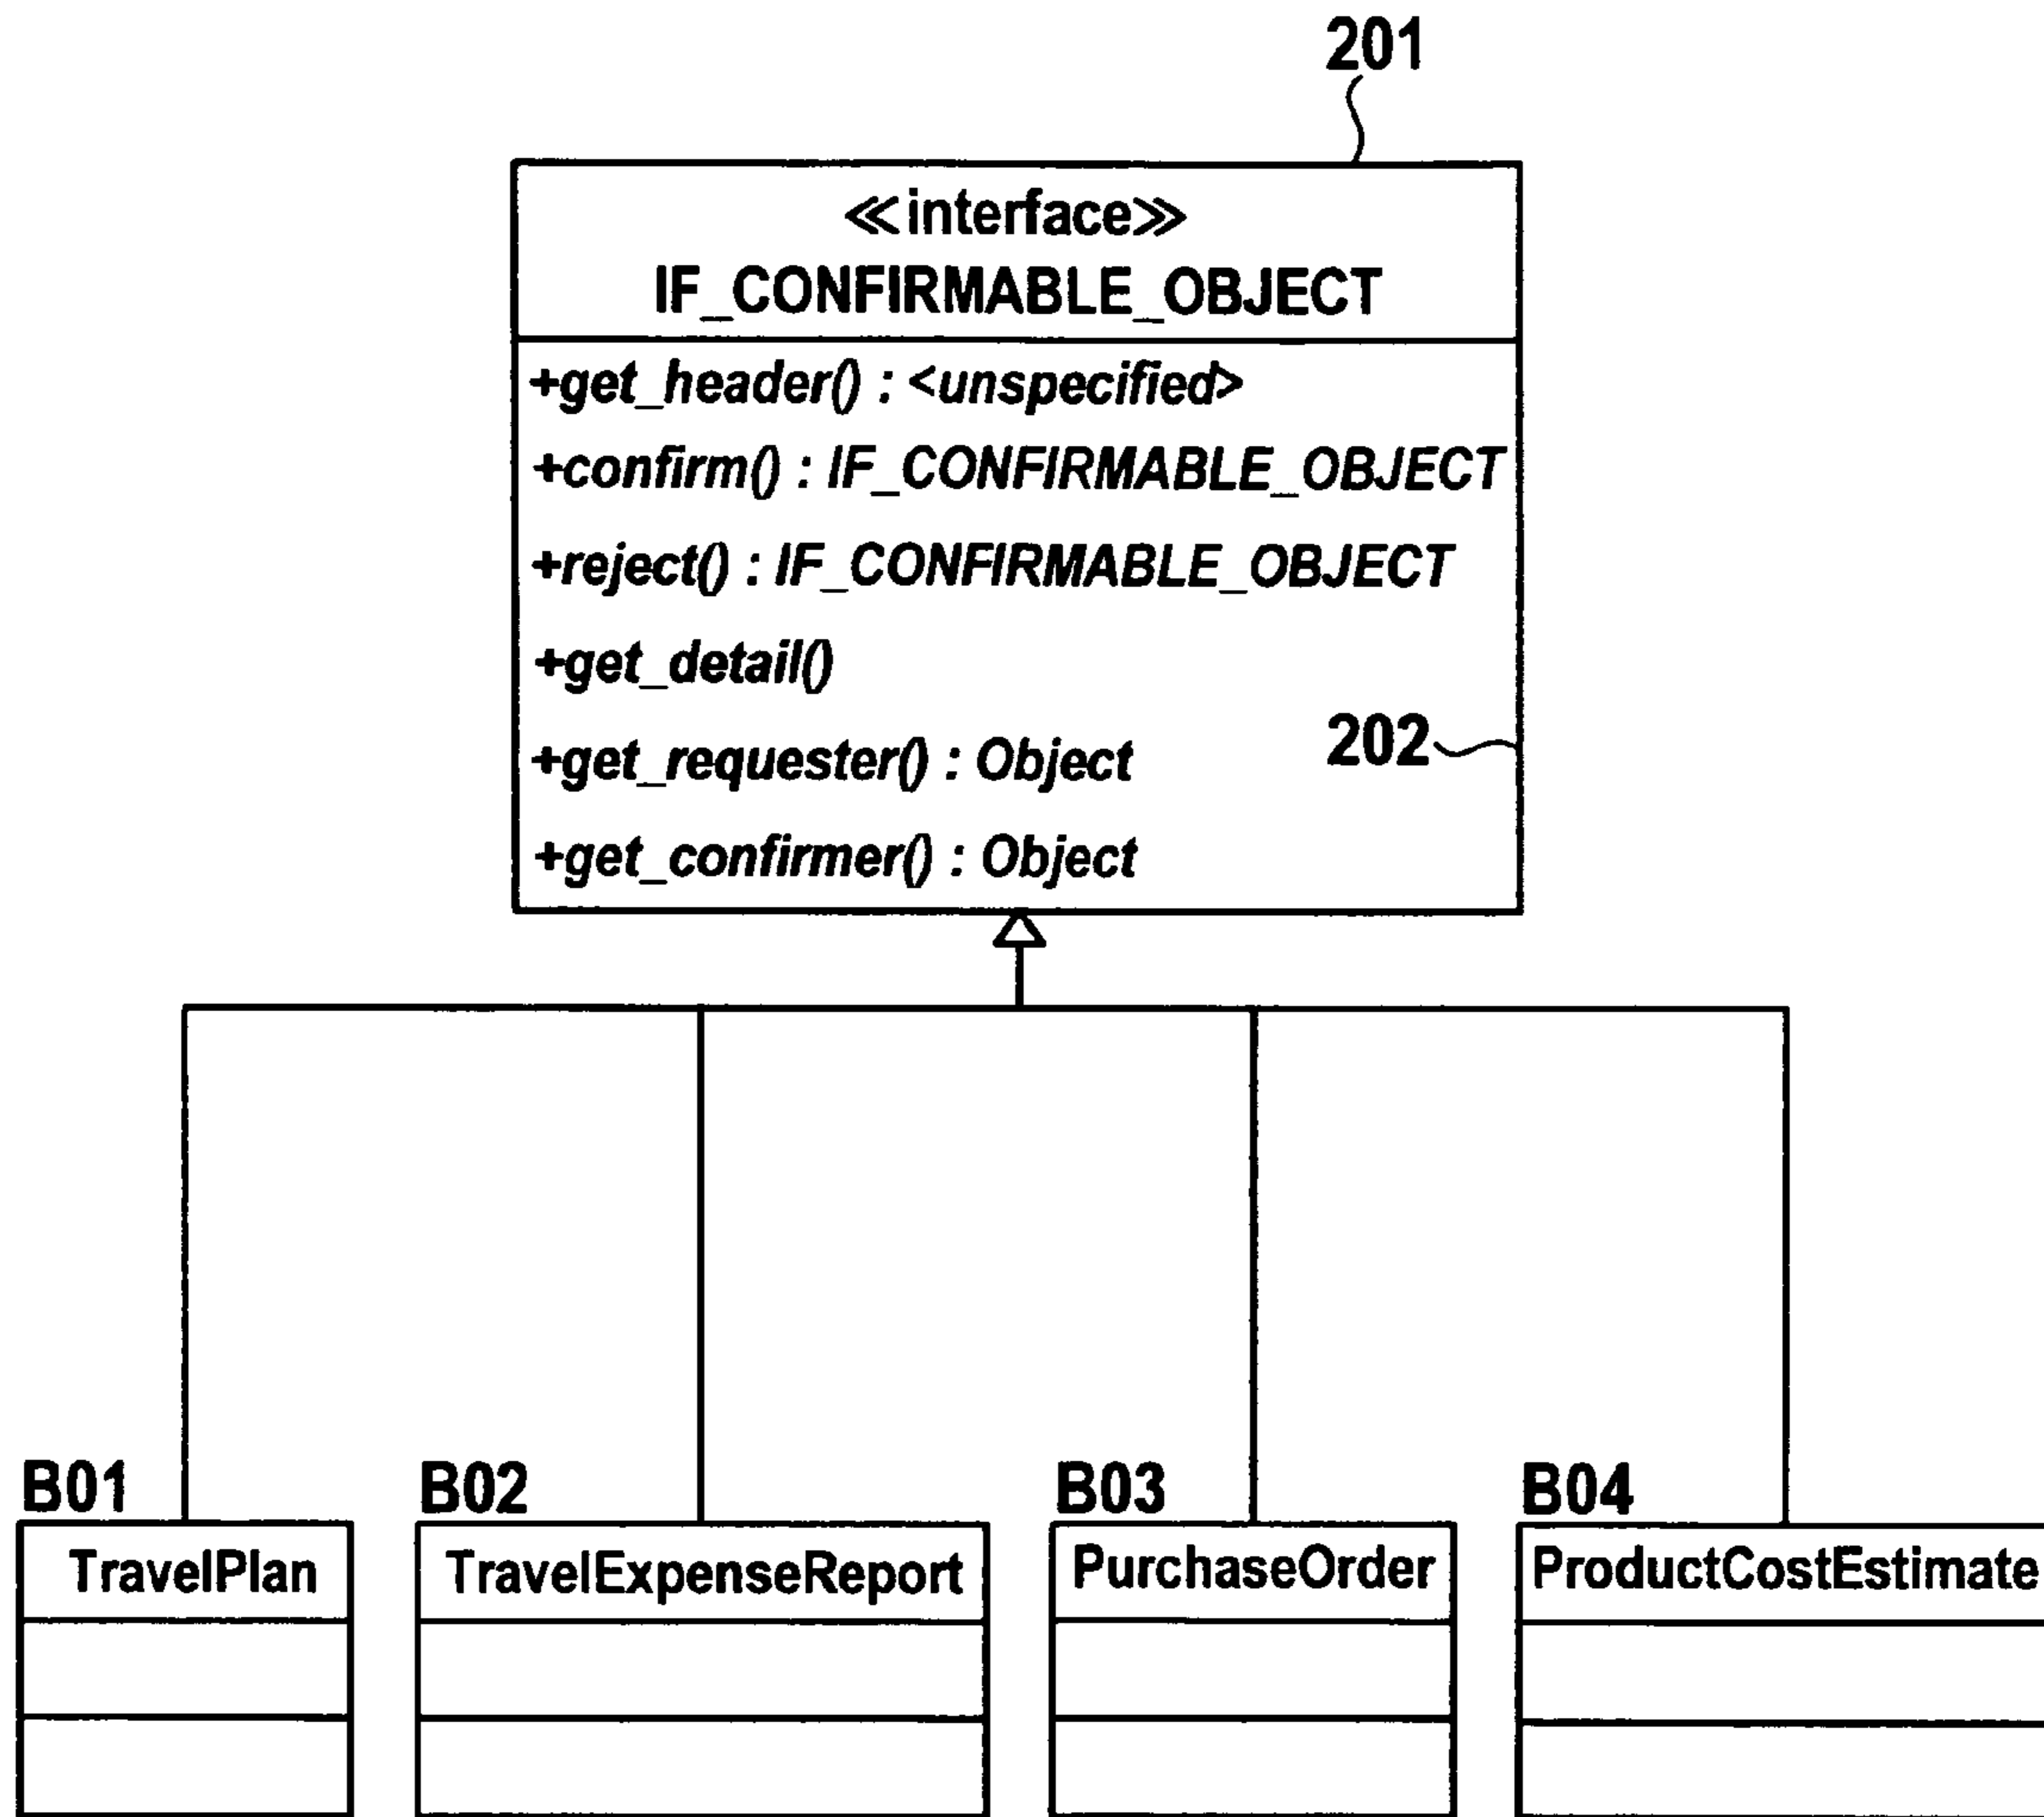 201
≪interface≫
IF_CONFIRMABLE_OBJECT
+get_header() : <unspecified>
+confirm() : IF_CONFIRMABLE_OBJECT
+reject() : IF_CONFIRMABLE_OBJECT
+get_detail()
+get_requester() : Object
202
+get_confirmer() : Object
B01
B02
B03
B04
TravelPlan
TravelExpenseReport
PurchaseOrder
ProductCostEstimate